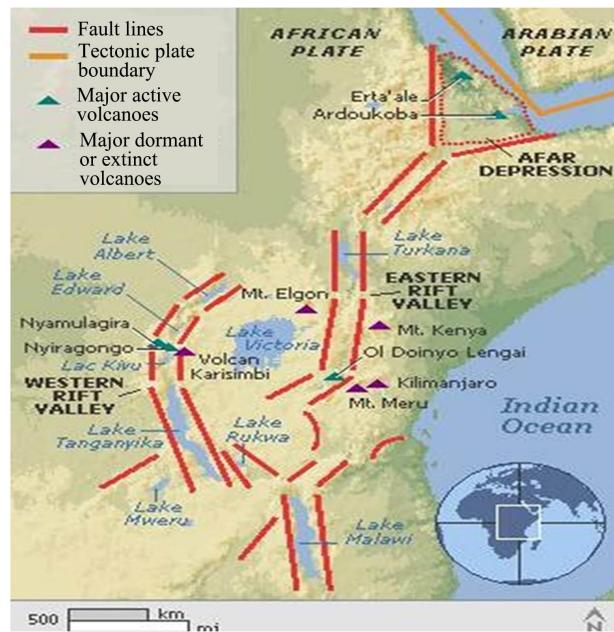 Fault lines
Tectonic plate
boundary
Major active
volcanoes
Major dormant
or extinct
volcanoes
AFRICAN
PLATE
ARABIAN
PLATE
Erta'ale
Ardoukoba
AFAR
DEPRESSION
Lake
Turkana
Lake
Albert
Lake
Edward
EASTERN
RIFT
VALLEY
Mt. Elgon
Nyamulagira
Nyiragongo
Lake
Victoria
Mt. Kenya
Ol Doinyo Lengai
Lac Kivu
Volcan
Karisimbi
WESTERN
RIFT
VALLEY
Kilimanjaro
Mt. Meru
Indian
Ocean
Lake
Tanganyika
Lake
Rukwa
Lake
Mweru
Lake
Malawi
500
km
mi
N